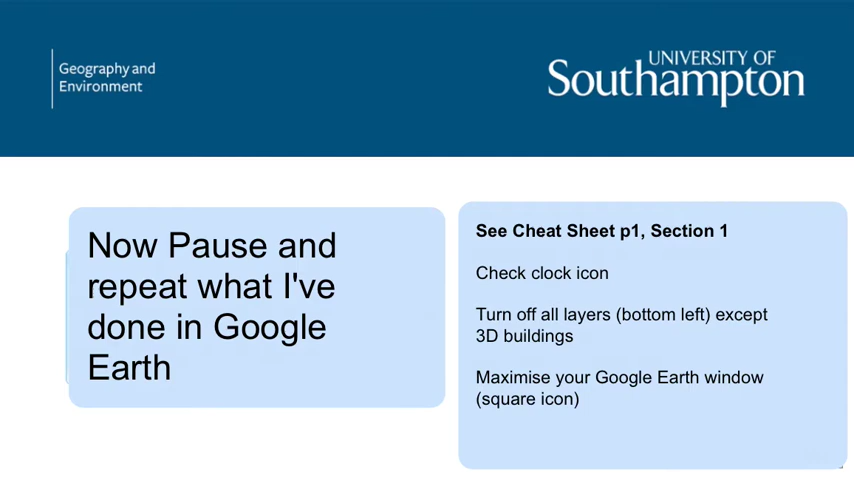 Geography and
Environment
UNIVERSITY OF
Southampton
Now Pause and
repeat what I've
done in Google
Earth
See Cheat Sheet p1, Section 1
Check clock icon
Turn off all layers (bottom left) except
3D buildings
Maximise your Google Earth window
(square icon)